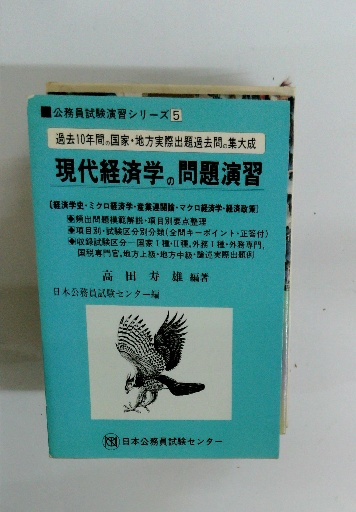 ■公務員試験演習シリーズ5
過去10年間の国家・地方実際出題過去問の集大成
現代経済学の問題演習
【経済学史・ミクロ経済学・産業連関論・マクロ経済学・経済政策】
◆頻出問題模範解説・項目別要点整理
◆項目別・試験区分別分類(全問キーポイント・正答付)
◆収録試験区分―国家Ⅰ種・Ⅱ種,外務Ⅰ種・外務専門,
国税専門官,地方上級・地方中級・論述実際出題例
高田寿雄 編著
日本公務員試験センター編
日本公務員試験センター